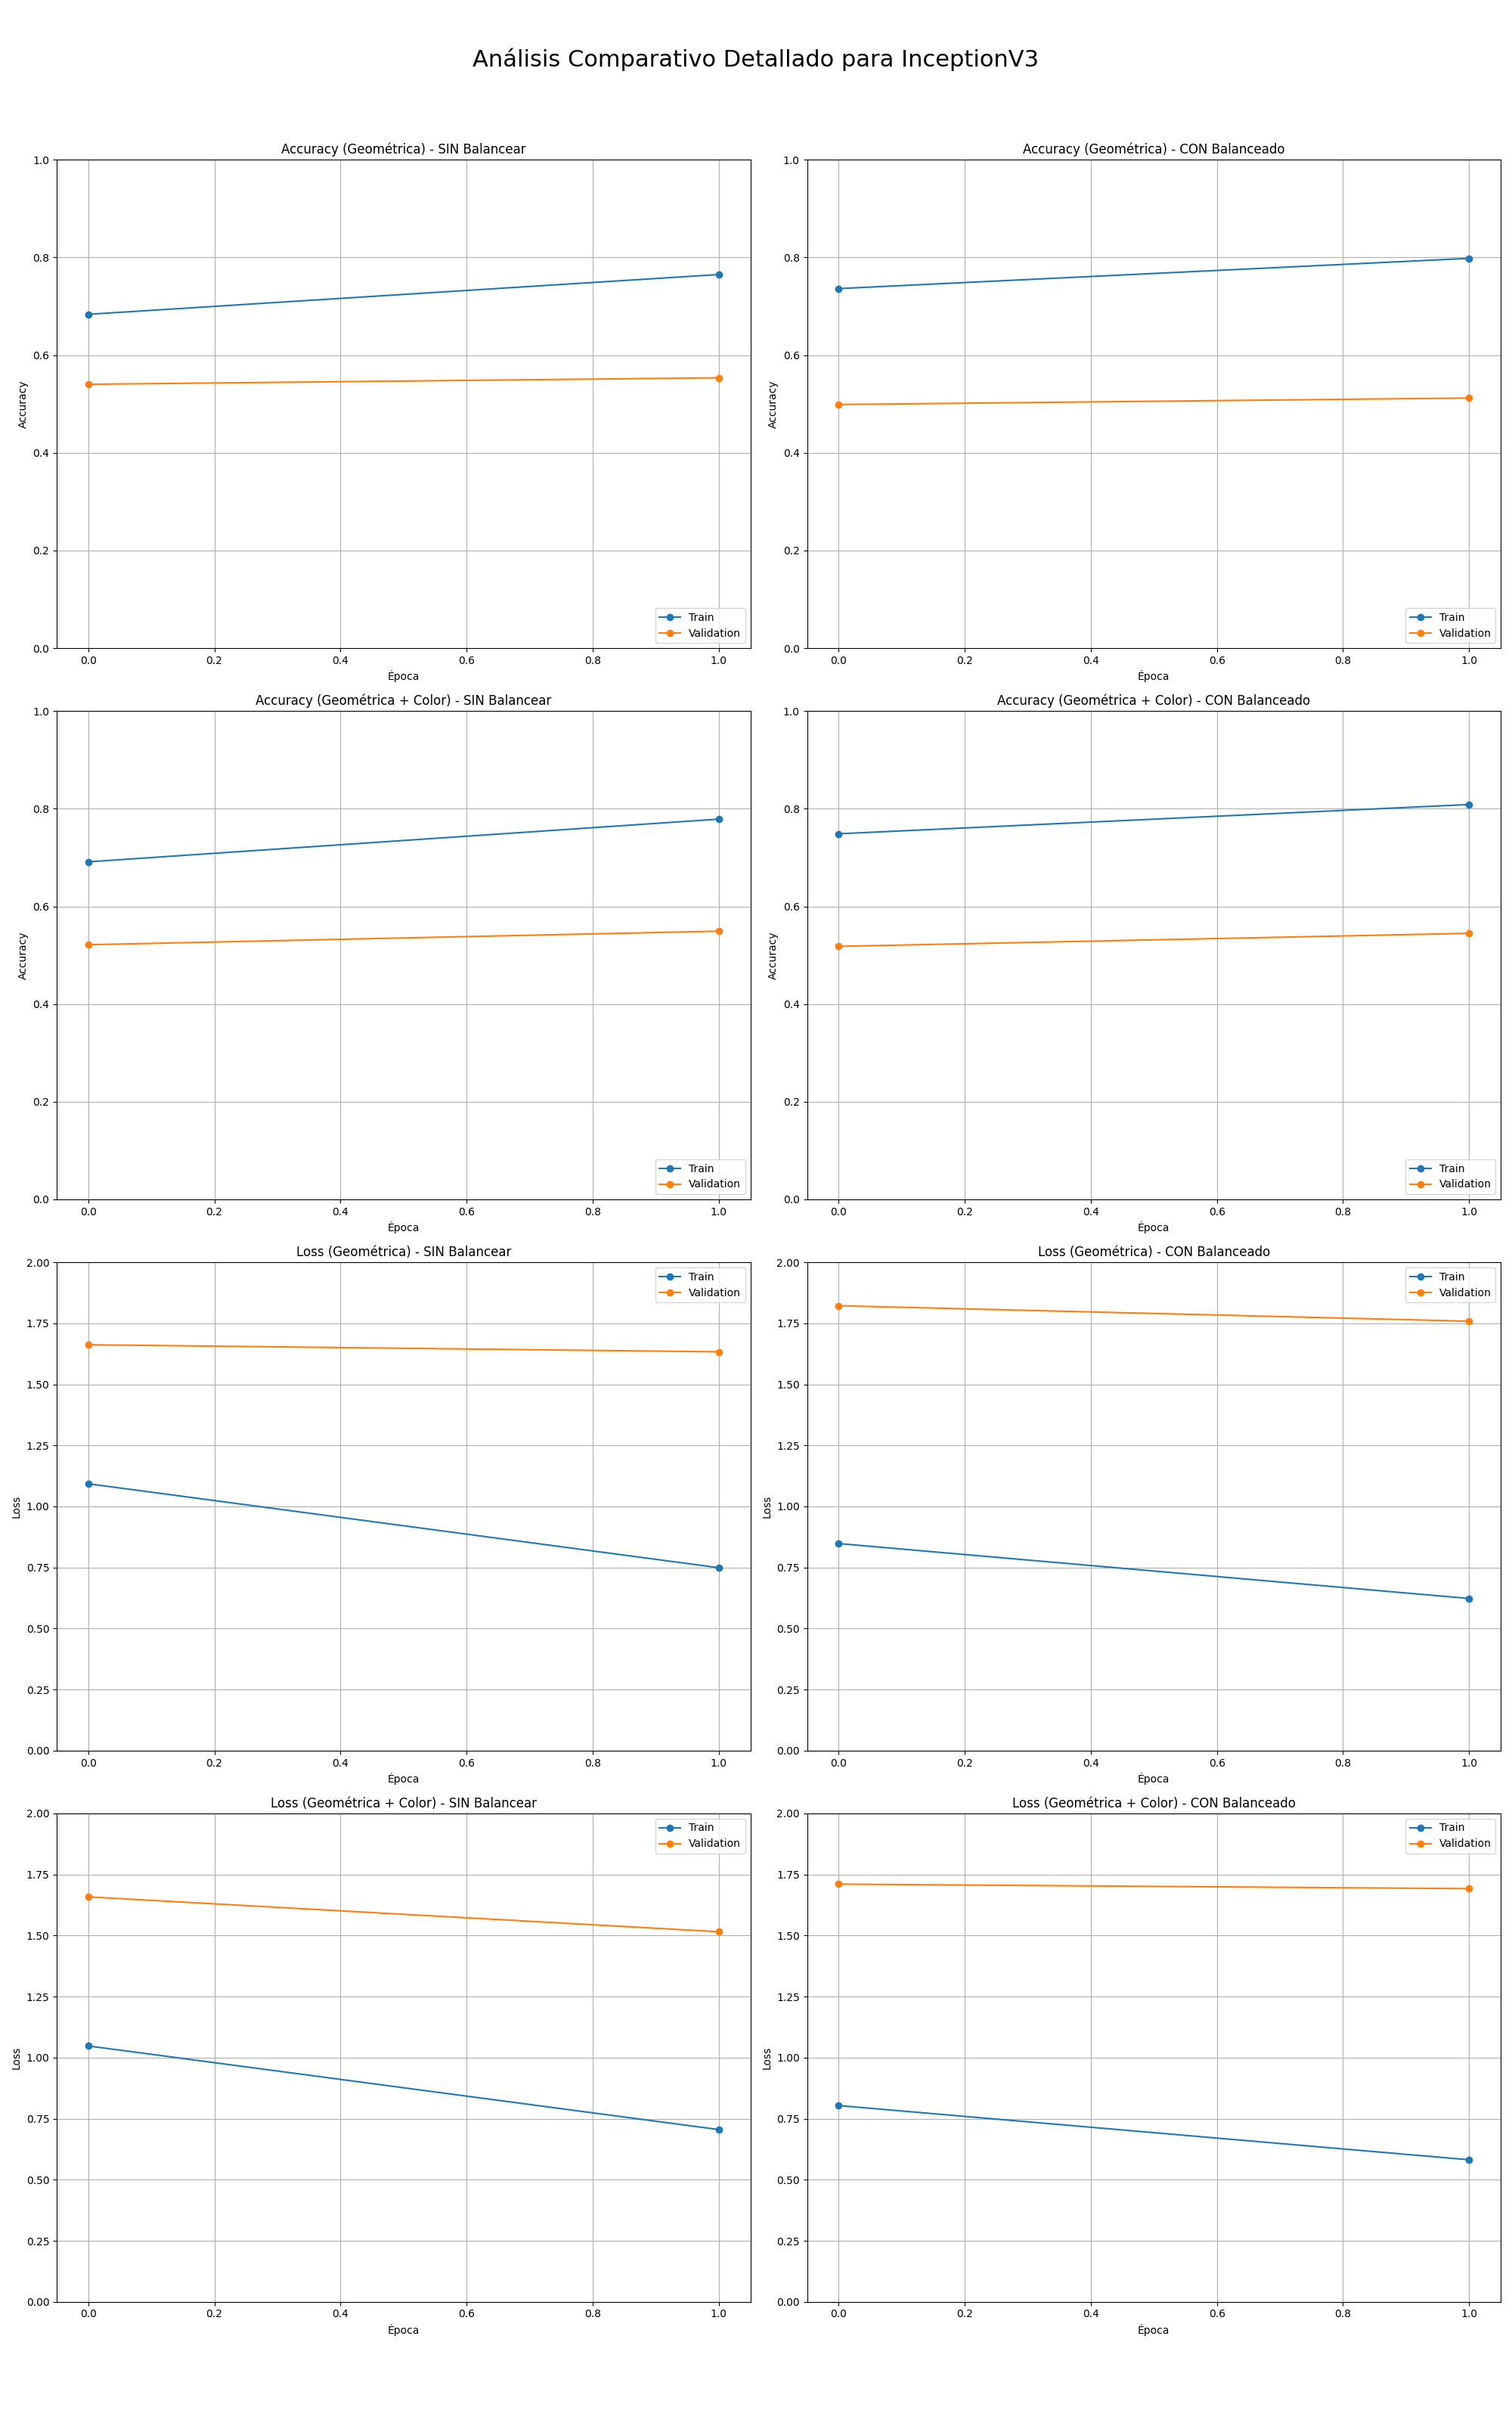 Análisis Comparativo Detallado para InceptionV3
Accuracy (Geométrica) - SIN Balancear
1.0
0.8
0.6
0.4
0.2
0.0
Accuracy
0.0 0.2 0.4 0.6 0.8 1.0
Época
Train
Validation
Accuracy (Geométrica) - CON Balanceado
1.0
0.8
0.6
0.4
0.2
0.0
Accuracy
0.0 0.2 0.4 0.6 0.8 1.0
Época
Train
Validation
Accuracy (Geométrica + Color) - SIN Balancear
1.0
0.8
0.6
0.4
0.2
0.0
Accuracy
0.0 0.2 0.4 0.6 0.8 1.0
Época
Train
Validation
Accuracy (Geométrica + Color) - CON Balanceado
1.0
0.8
0.6
0.4
0.2
0.0
Accuracy
0.0 0.2 0.4 0.6 0.8 1.0
Época
Train
Validation
Loss (Geométrica) - SIN Balancear
2.00
1.75
1.50
1.25
1.00
0.75
0.50
0.25
0.00
Loss
0.0 0.2 0.4 0.6 0.8 1.0
Época
Train
Validation
Loss (Geométrica) - CON Balanceado
2.00
1.75
1.50
1.25
1.00
0.75
0.50
0.25
0.00
Loss
0.0 0.2 0.4 0.6 0.8 1.0
Época
Train
Validation
Loss (Geométrica + Color) - SIN Balancear
2.00
1.75
1.50
1.25
1.00
0.75
0.50
0.25
0.00
Loss
0.0 0.2 0.4 0.6 0.8 1.0
Época
Train
Validation
Loss (Geométrica + Color) - CON Balanceado
2.00
1.75
1.50
1.25
1.00
0.75
0.50
0.25
0.00
Loss
0.0 0.2 0.4 0.6 0.8 1.0
Época
Train
Validation